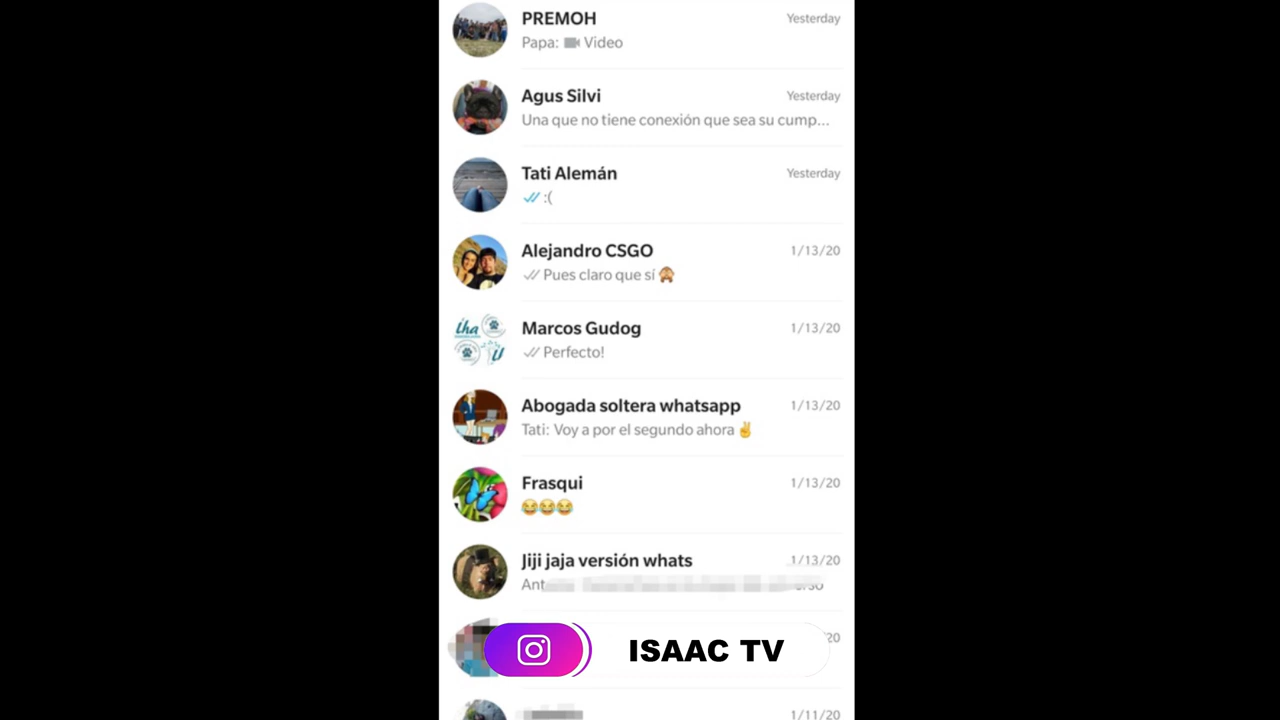 PREMOH Yesterday
Papa: Video
Agus Silvi Yesterday
Una que no tiene conexión que sea su cump...
Tati Alemán Yesterday
:(
Alejandro CSGO 1/13/20
Pues claro que sí 🙈
iha
Marcos Gudog 1/13/20
Perfecto!
Abogada soltera whatsapp 1/13/20
Tati: Voy a por el segundo ahora ✌️
Frasqui 1/13/20
😂😂😂
Jiji jaja versión whats 1/13/20
ISAAC TV
1/11/20